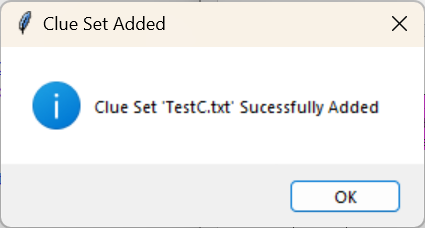 Clue Set Added
Clue Set 'TestC.txt' Sucessfully Added
OK